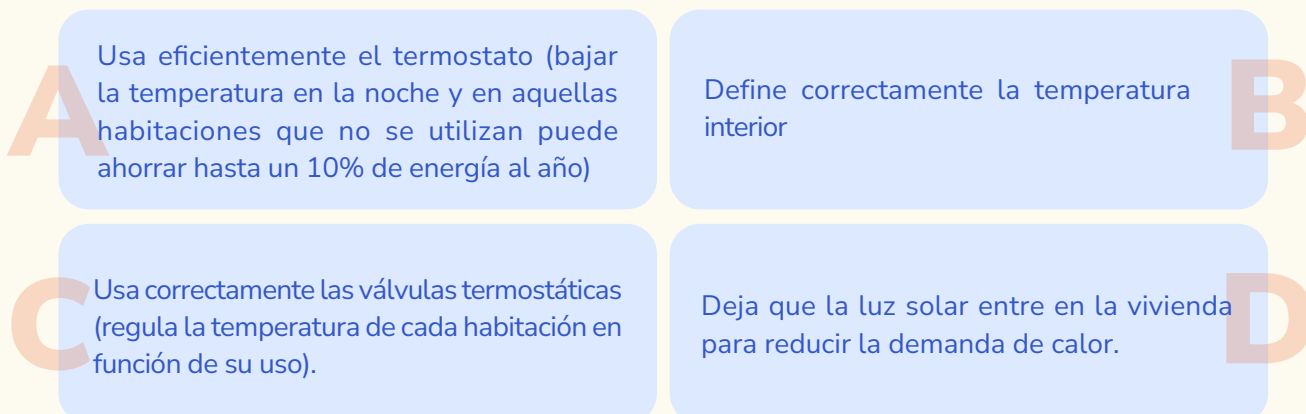 A
Usa eficientemente el termostato (bajar
la temperatura en la noche y en aquellas
habitaciones que no se utilizan puede
ahorrar hasta un 10% de energía al año)
B
Define correctamente la temperatura
interior
C
Usa correctamente las válvulas termostáticas
(regula la temperatura de cada habitación en
función de su uso).
D
Deja que la luz solar entre en la vivienda
para reducir la demanda de calor.